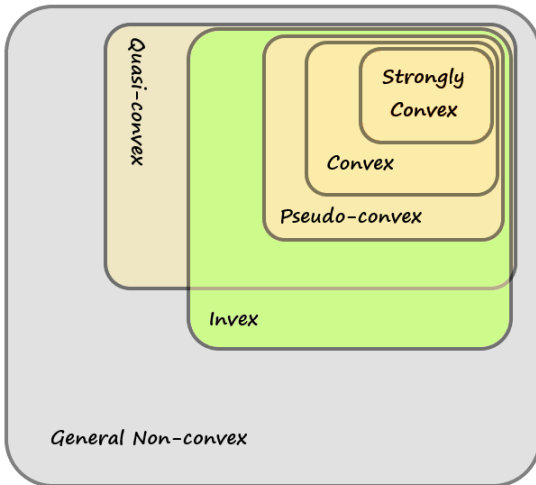 Quasi-convex
Strongly
Convex
Convex
Pseudo-convex
Invex
General Non-convex